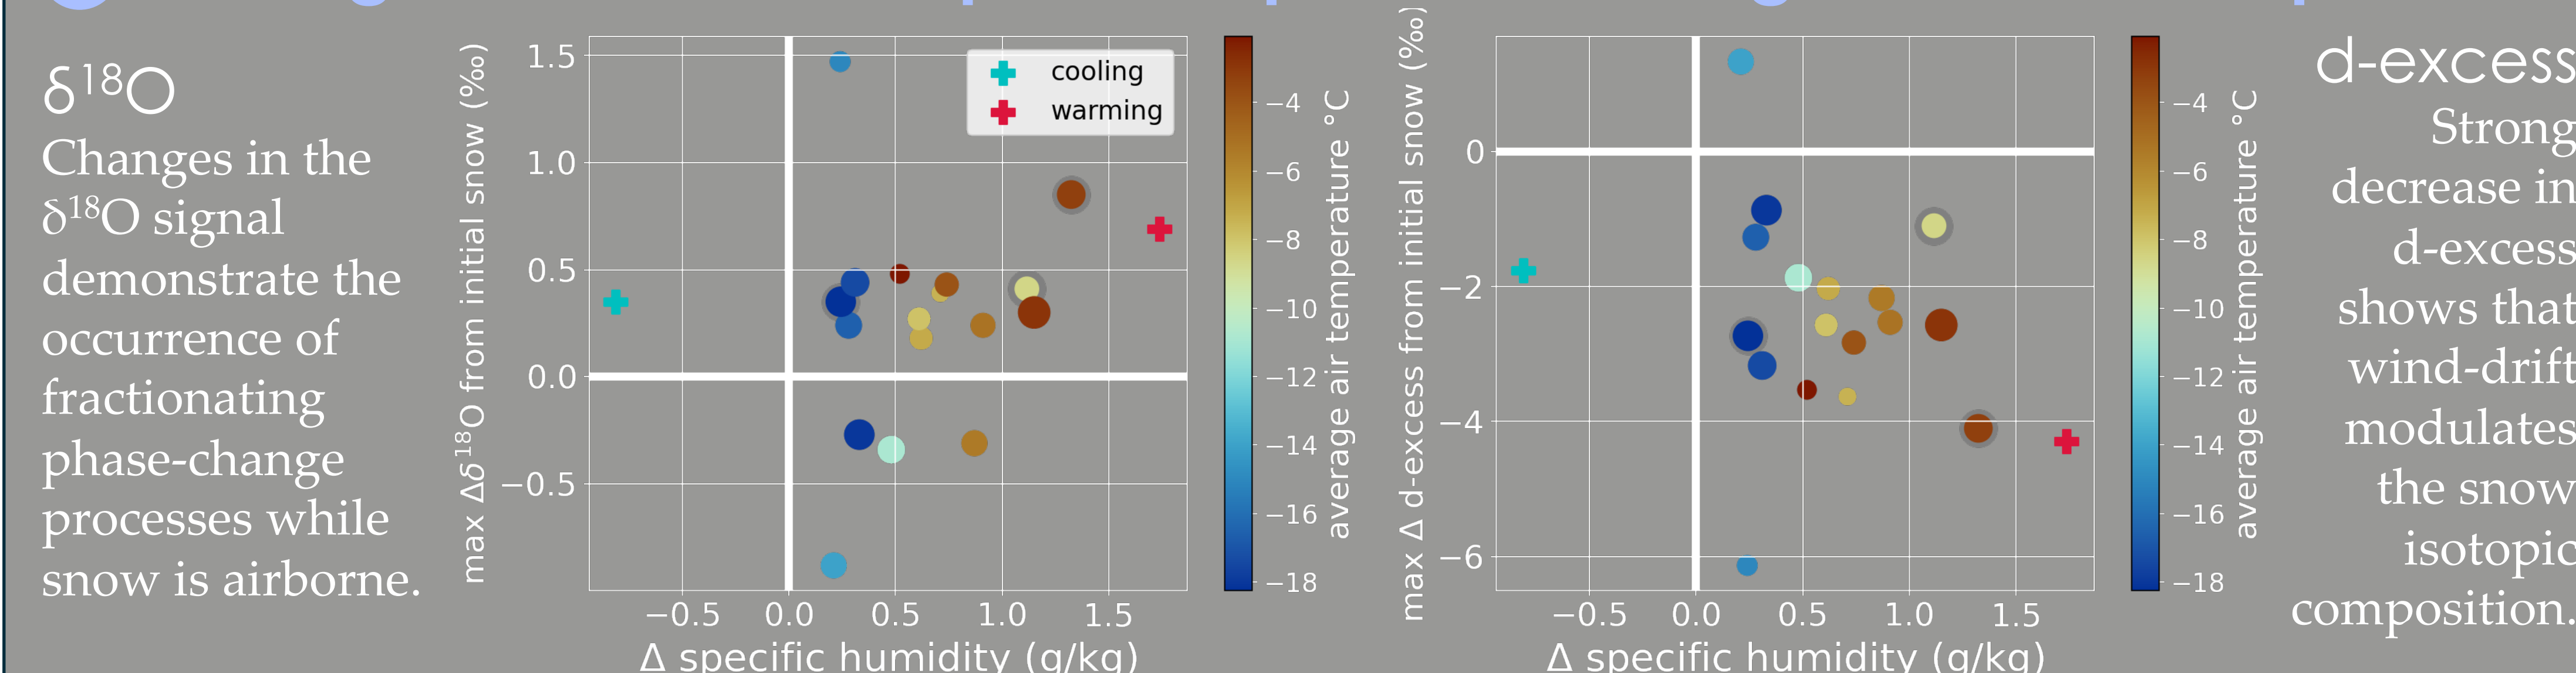 δ18O
Changes in the
δ18O signal
demonstrate the
occurrence of
fractionating
phase-change
processes while
snow is airborne.
max Δδ18O from initial snow (‰)
1.5
1.0
0.5
0.0
−0.5
−0.5 0.0 0.5 1.0 1.5
Δ specific humidity (g/kg)
cooling
warming
−4
−6
−8
−10
−12
−14
−16
−18
average air temperature °C
max Δ d-excess from initial snow (‰)
0
−2
−4
−6
−0.5 0.0 0.5 1.0 1.5
Δ specific humidity (g/kg)
−4
−6
−8
−10
−12
−14
−16
−18
average air temperature °C
d-excess
Strong
decrease in
d-excess
shows that
wind-drift
modulates
the snow
isotopic
composition.